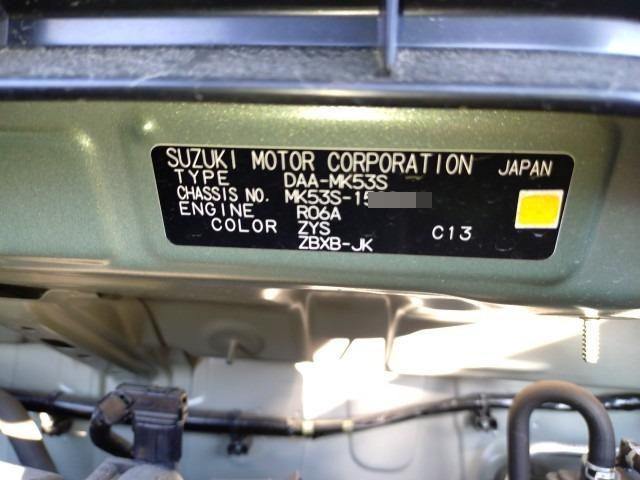 SUZUKI MOTOR CORPORATION JAPAN
TYPE DAA-MK53S
CHASSIS NO. MK53S-15
ENGINE R06A
COLOR ZYS C13
ZBXB-JK